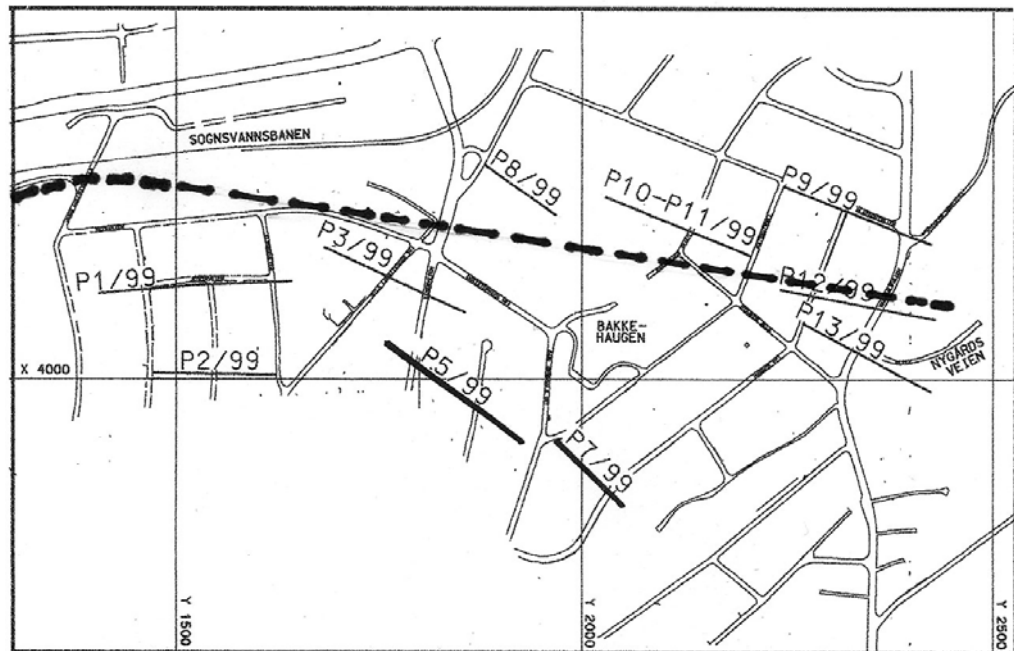 SOGNSVANNSBANEN
P8/99
P9/99
P10-P11/99
P3/99
P1/99
P12/99
P13/99
BAKKE-
HAUGEN
NYGÅRDS
VEIEN
X 4000
P2/99
P.5/99
P7/99
Y 1500
Y 2000
Y 2500